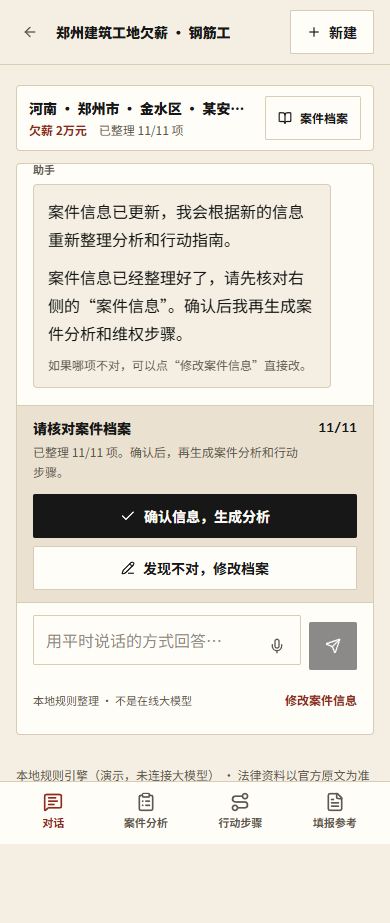 郑州建筑工地欠薪 · 钢筋工
新建
河南 · 郑州市 · 金水区 · 某安…
欠薪 2万元 已整理 11/11 项
案件档案
助手
案件信息已更新，我会根据新的信息
重新整理分析和行动指南。
案件信息已经整理好了，请先核对右
侧的“案件信息”。确认后我再生成案
件分析和维权步骤。
如果哪项不对，可以点“修改案件信息”直接改。
请核对案件档案
11/11
已整理 11/11 项。确认后，再生成案件分析和行动
步骤。
确认信息，生成分析
发现不对，修改档案
用平时说话的方式回答…
本地规则整理 · 不是在线大模型
修改案件信息
本地规则引擎（演示，未连接大模型） · 法律资料以官方原文为准
对话
案件分析
行动步骤
填报参考